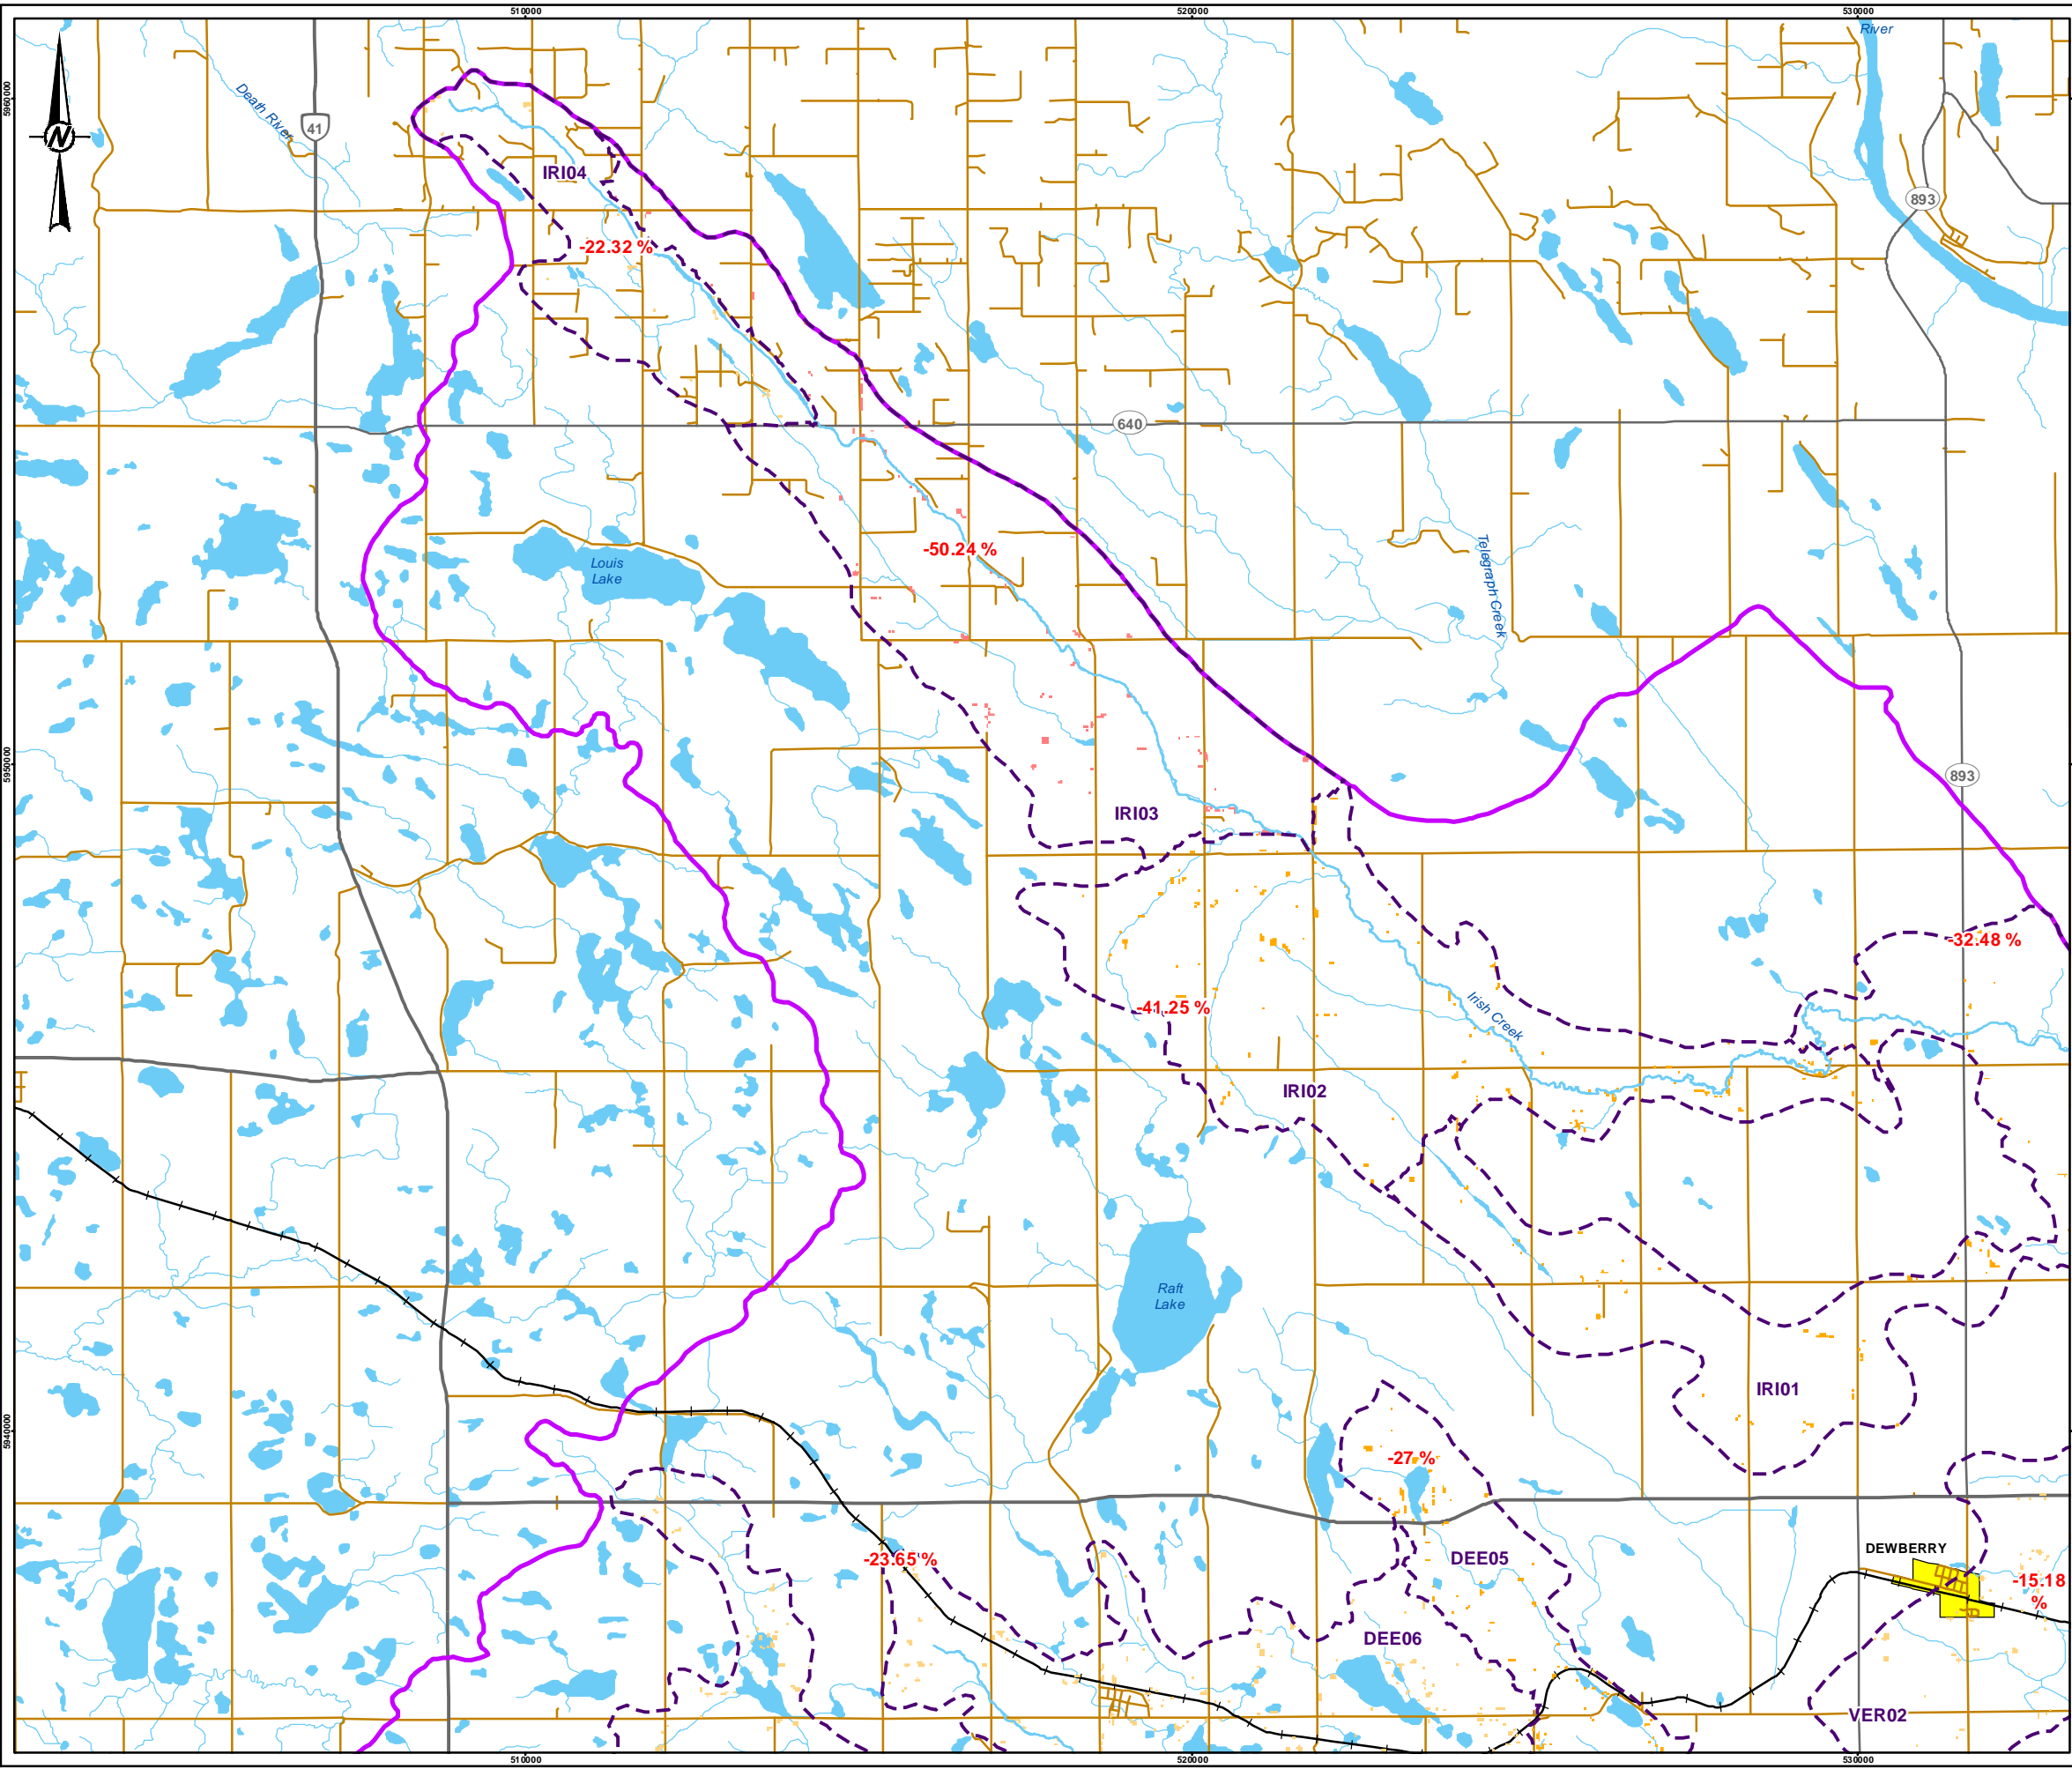 510000
520000
530000
5960000
River
Death River
41
N
IRI04
893
-22.32 %
640
-50.24 %
Louis
Lake
Telegraph Creek
5950000
893
IRI03
-32.48 %
-41.25 %
Irish Creek
IRI02
Raft
Lake
IRI01
5940000
-27 %
DEWBERRY
-23.65 %
DEE05
-15.18
%
DEE06
VER02
510000
520000
530000